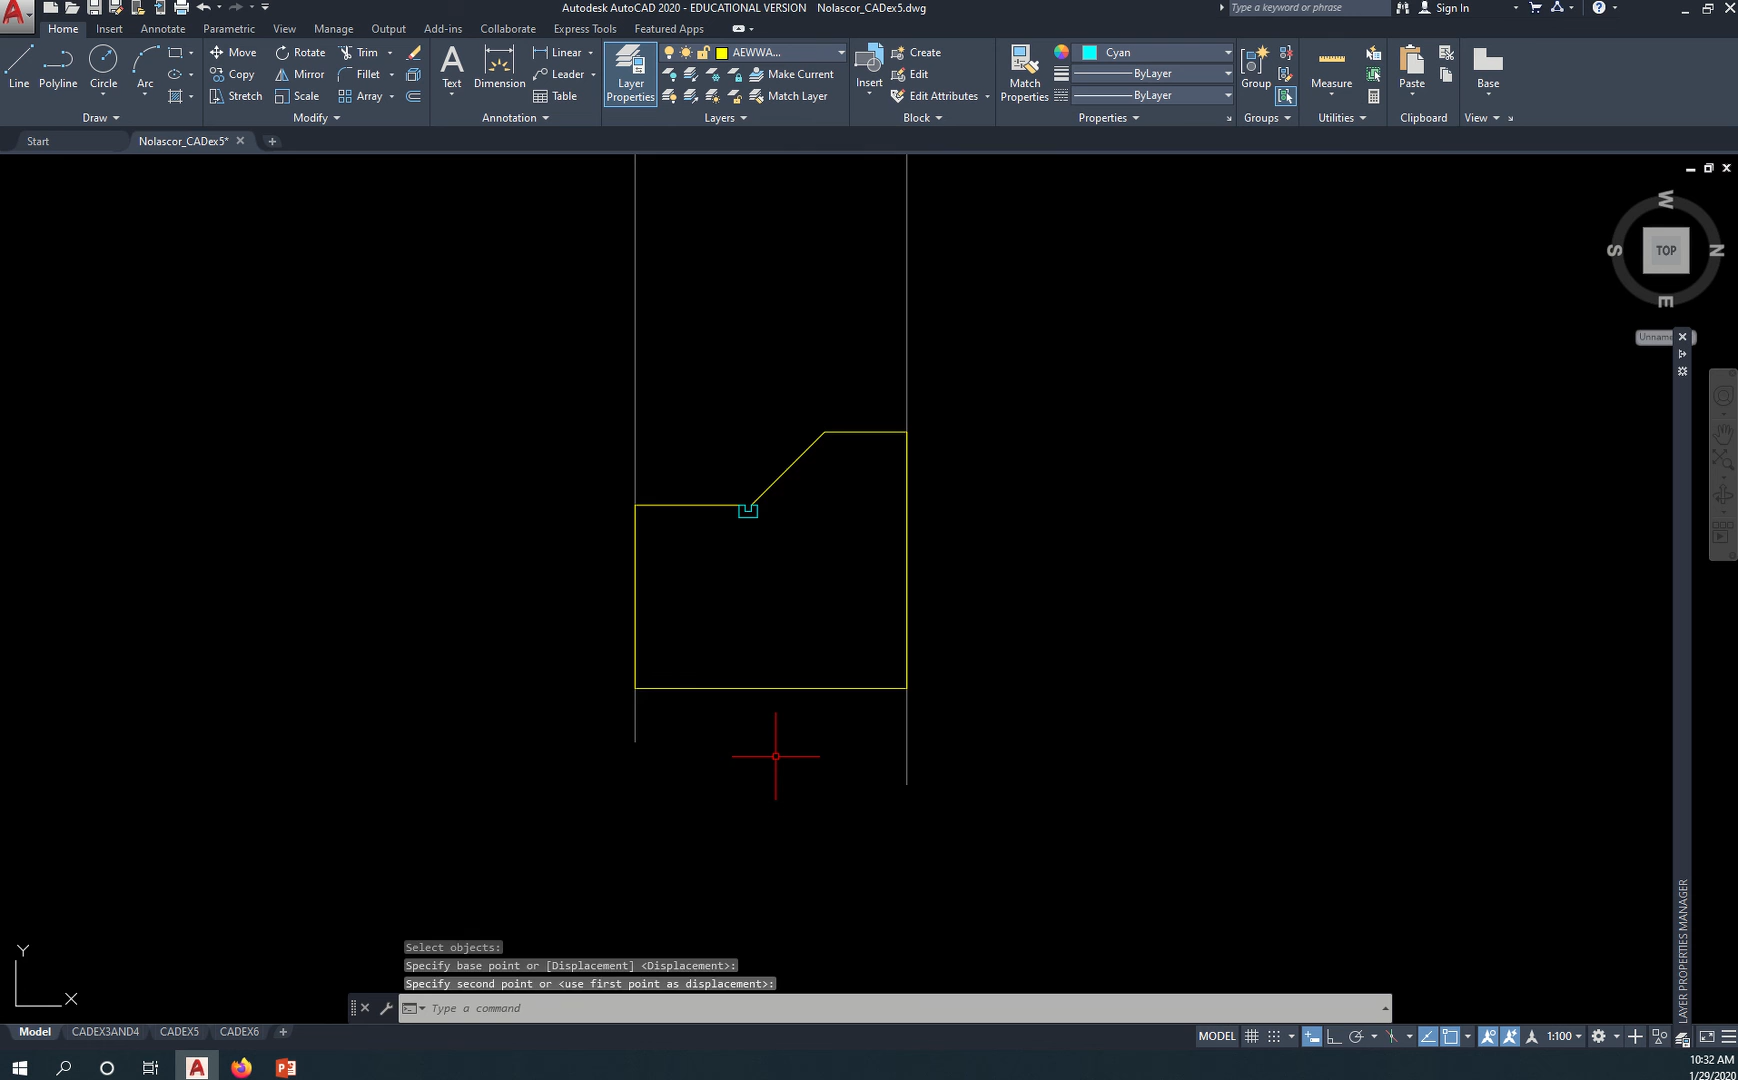 Autodesk AutoCAD 2020 - EDUCATIONAL VERSION Nolascor_CADex5.dwg
Type a keyword or phrase
Sign In
Home Insert Annotate Parametric View Manage Output Add-ins Collaborate Express Tools Featured Apps
Line Polyline Circle Arc
Move Rotate Trim
Copy Mirror Fillet
Stretch Scale Array
Text Dimension
Linear
Leader
Table
Layer Properties
AEWWA...
Make Current
Match Layer
Insert
Create
Edit
Edit Attributes
Match Properties
Cyan
ByLayer
ByLayer
Group
Measure
Paste
Base
Draw Modify Annotation Layers Block Properties Groups Utilities Clipboard View
Start Nolascor_CADex5*
W
S TOP N
E
Unname
LAYER PROPERTIES MANAGER
Y
X
Select objects:
Specify base point or [Displacement] <Displacement>:
Specify second point or <use first point as displacement>:
Type a command
Model CADEX3AND4 CADEX5 CADEX6
MODEL 1:100
10:32 AM
1/29/2020